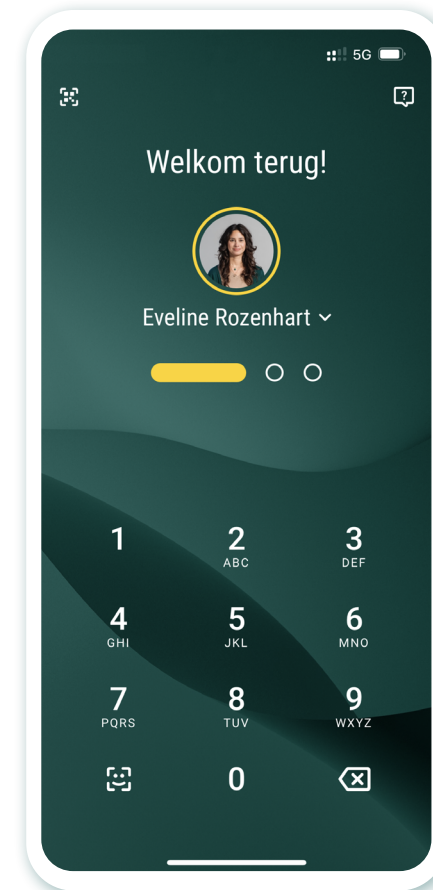 5G
?
Welkom terug!
Eveline Rozenhart
1 2 3
ABC DEF
4 5 6
GHI JKL MNO
7 8 9
PQRS TUV WXYZ
0